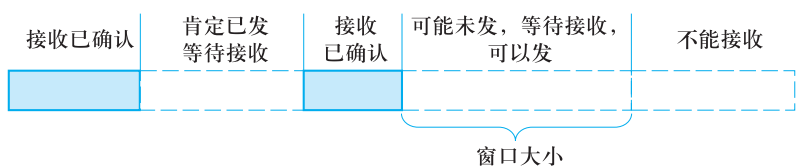 接收已确认
肯定已发
等待接收
接收
已确认
可能未发，等待接收，
可以发
不能接收
窗口大小